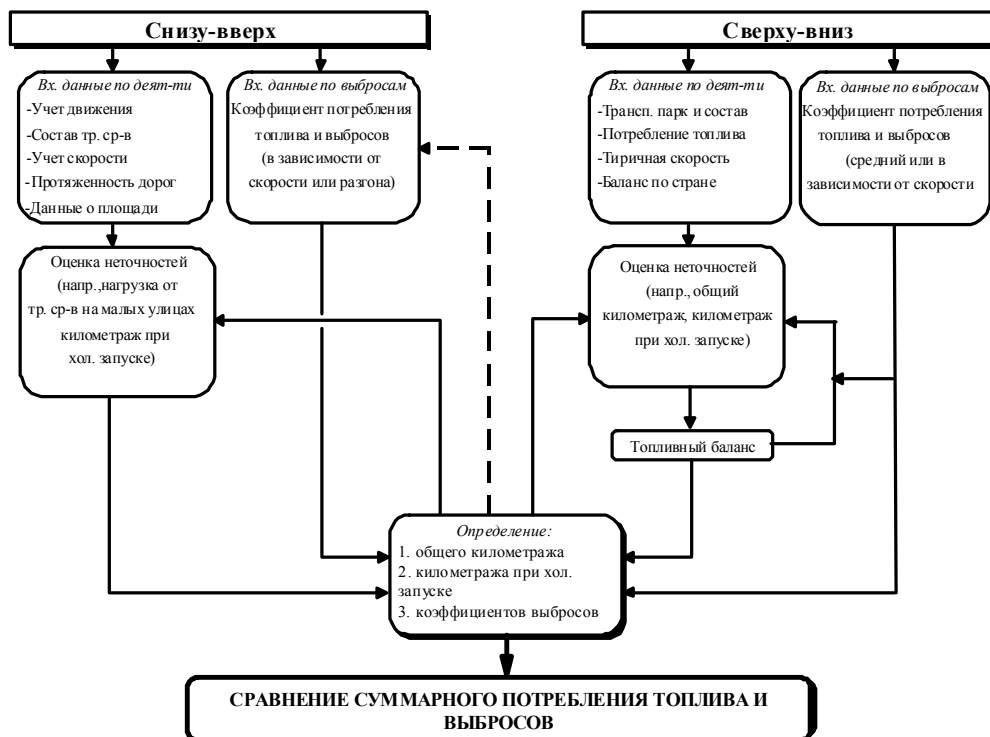 Снизу-вверх
Вх. данные по деят-ти
-Учет движения
-Состав тр. ср-в
-Учет скорости
-Протяженность дорог
-Данные о площади
Вх. данные по выбросам
Коэффициент потребления
топлива и выбросов
(в зависимости от
скорости или разгона)
Оценка неточностей
(напр.,нагрузка от
тр. ср-в на малых улицах
километраж при
хол. запуске)
Сверху-вниз
Вх. данные по деят-ти
-Трансп. парк и состав
-Потребление топлива
-Тиричная скорость
-Баланс по стране
Вх. данные по выбросам
Коэффициент потребления
топлива и выбросов
(средний или в
зависимости от скорости
Оценка неточностей
(напр., общий
километраж, километраж
при хол. запуске)
Топливный баланс
Определение:
1. общего километража
2. километража при хол.
запуске
3. коэффициентов выбросов
СРАВНЕНИЕ СУММАРНОГО ПОТРЕБЛЕНИЯ ТОПЛИВА И
ВЫБРОСОВ